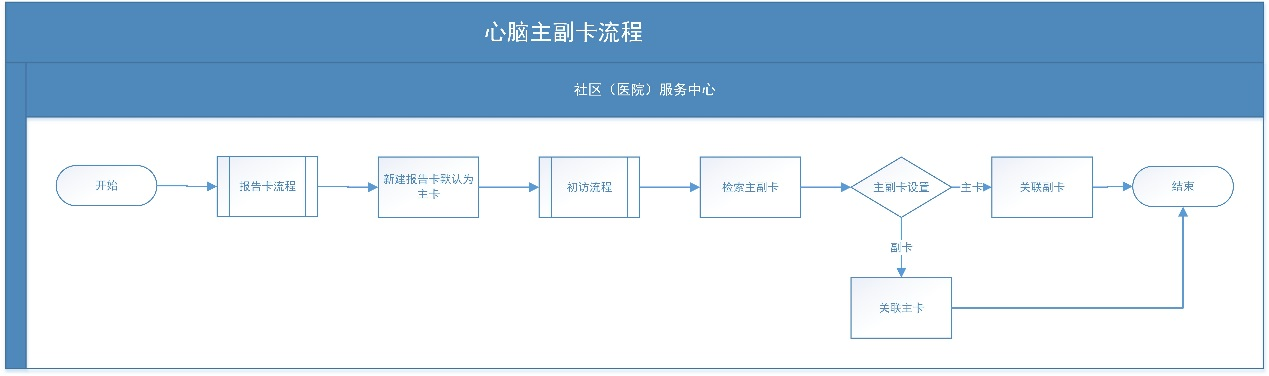 心脑主副卡流程
社区（医院）服务中心
开始
报告卡流程
新建报告卡默认为
主卡
初访流程
检索主副卡
主副卡设置
主卡
关联副卡
结束
副卡
关联主卡